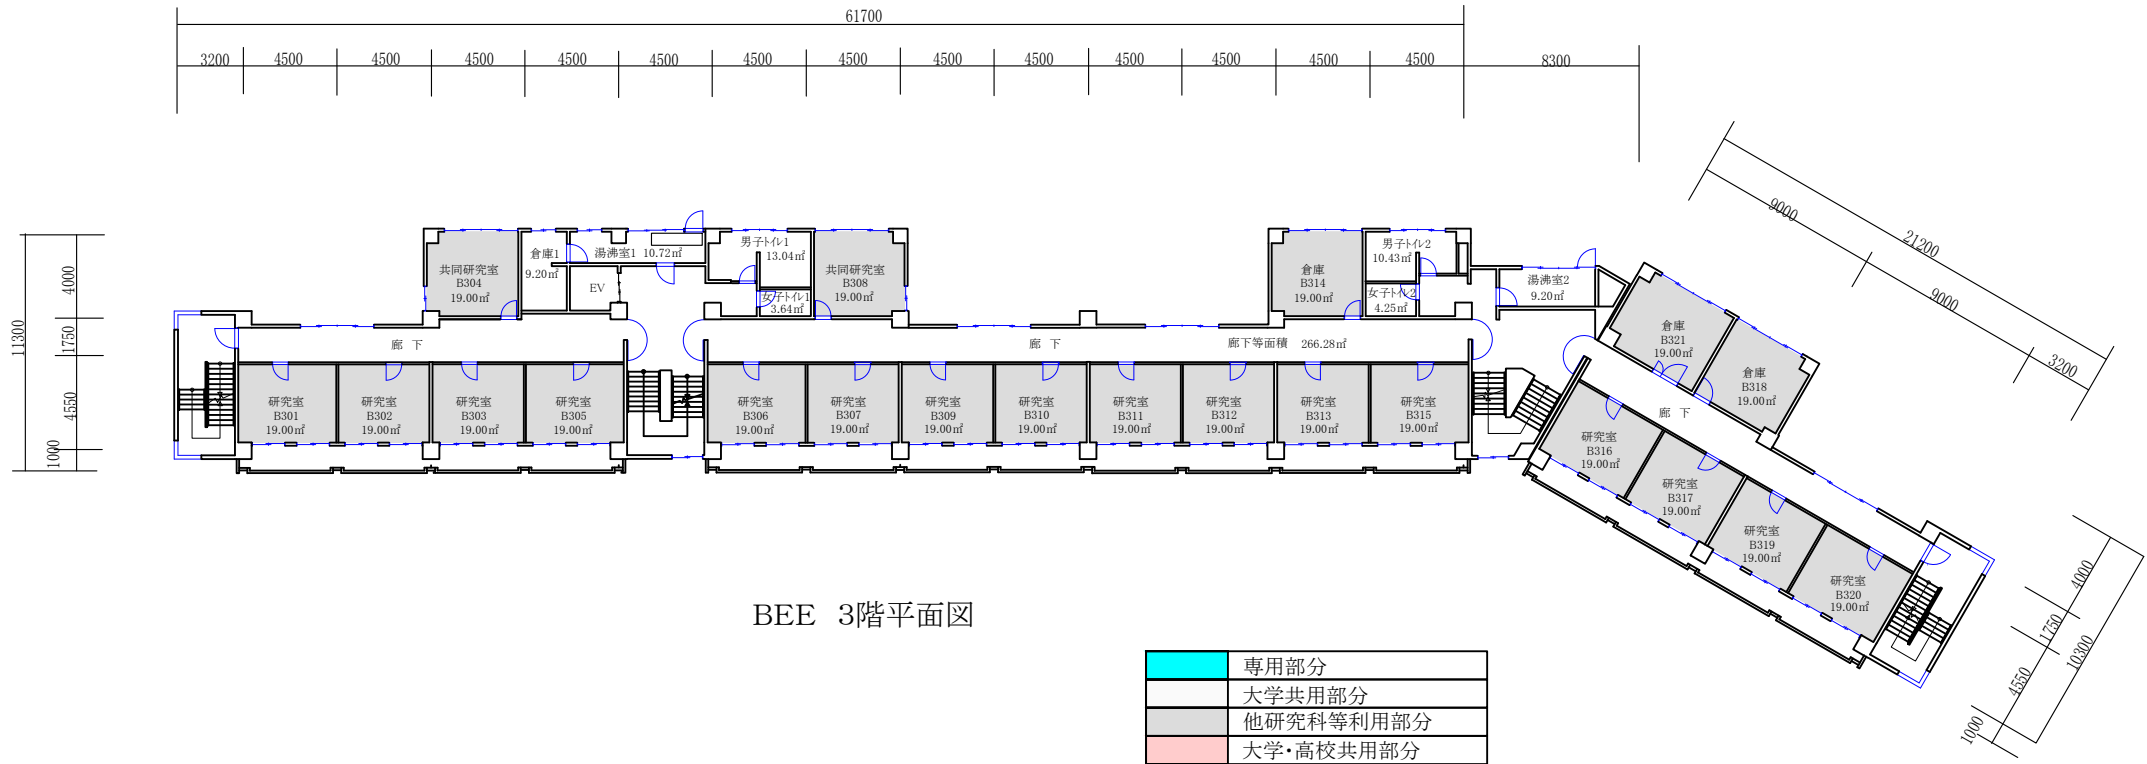 61700
3200 4500 4500 4500 4500 4500 4500 4500 4500 4500 4500 4500 4500 4500 8300
11300
4000
1750
4550
1000
9000
21200
9000
3200
共同研究室
B304
19.00㎡
倉庫1
9.20㎡
湯沸室1 10.72㎡
EV
男子トイレ1
13.04㎡
女子トイレ1
3.64㎡
共同研究室
B308
19.00㎡
倉庫
B314
19.00㎡
男子トイレ2
10.43㎡
女子トイレ2
4.25㎡
湯沸室2
9.20㎡
倉庫
B321
19.00㎡
倉庫
B318
19.00㎡
廊 下
廊 下
廊下等面積 266.28㎡
廊 下
研究室
B301
19.00㎡
研究室
B302
19.00㎡
研究室
B303
19.00㎡
研究室
B305
19.00㎡
研究室
B306
19.00㎡
研究室
B307
19.00㎡
研究室
B309
19.00㎡
研究室
B310
19.00㎡
研究室
B311
19.00㎡
研究室
B312
19.00㎡
研究室
B313
19.00㎡
研究室
B315
19.00㎡
研究室
B316
19.00㎡
研究室
B317
19.00㎡
研究室
B319
19.00㎡
研究室
B320
19.00㎡
4000
1750
10300
4550
1000
BEE 3階平面図
専用部分
大学共用部分
他研究科等利用部分
大学・高校共用部分